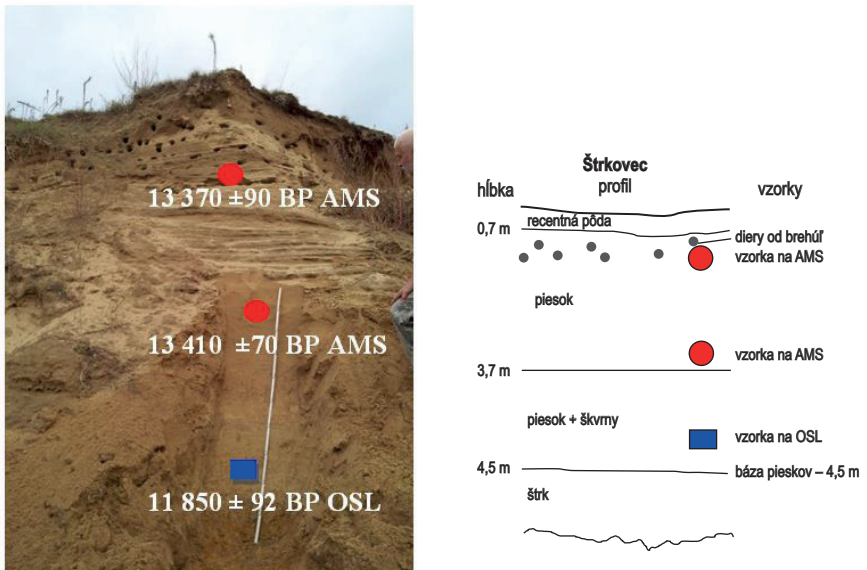 13 370 ±90 BP AMS
13 410 ±70 BP AMS
11 850 ± 92 BP OSL
Štrkovec
hĺbka
profil
vzorky
recentná pôda
0,7 m
diery od brehúľ
vzorka na AMS
piesok
vzorka na AMS
3,7 m
piesok + škvrny
vzorka na OSL
4,5 m
báza pieskov – 4,5 m
štrk